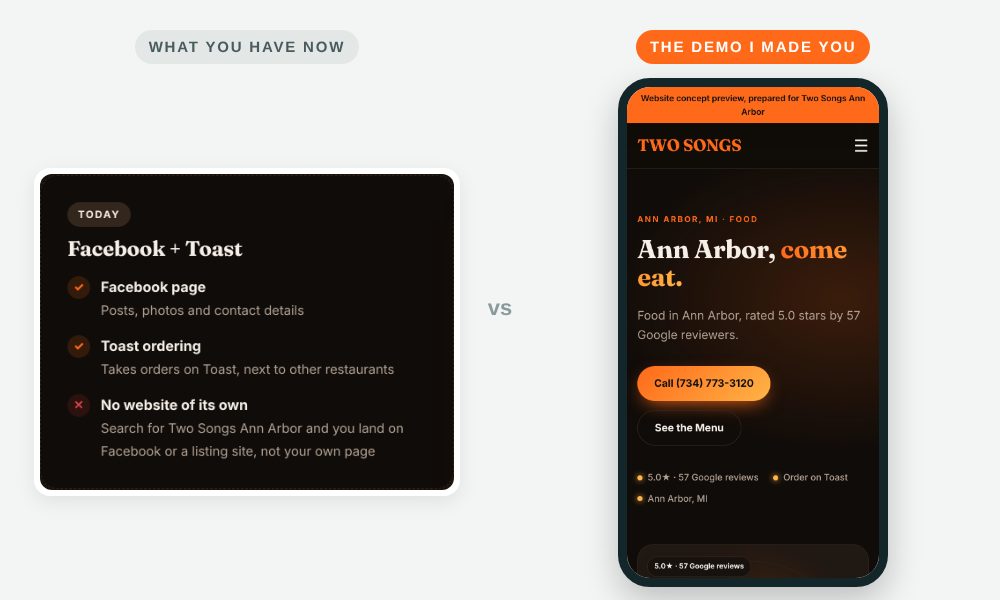 WHAT YOU HAVE NOW
TODAY
Facebook + Toast
Facebook page
Posts, photos and contact details
Toast ordering
Takes orders on Toast, next to other restaurants
No website of its own
Search for Two Songs Ann Arbor and you land on
Facebook or a listing site, not your own page
vs
THE DEMO I MADE YOU
Website concept preview, prepared for Two Songs Ann
Arbor
TWO SONGS
ANN ARBOR, MI · FOOD
Ann Arbor, come
eat.
Food in Ann Arbor, rated 5.0 stars by 57
Google reviewers.
Call (734) 773-3120
See the Menu
5.0★ · 57 Google reviews
Order on Toast
Ann Arbor, MI
5.0★ · 57 Google reviews